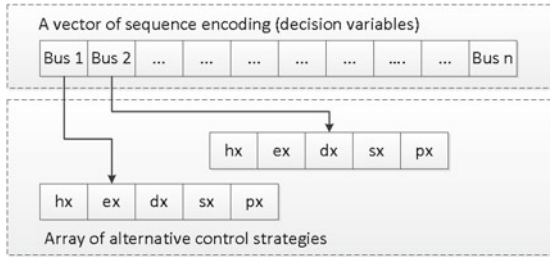 A vector of sequence encoding (decision variables)
Bus 1 Bus 2 ... ... ... ... ... .... ... Bus n
hx ex dx sx px
hx ex dx sx px
Array of alternative control strategies